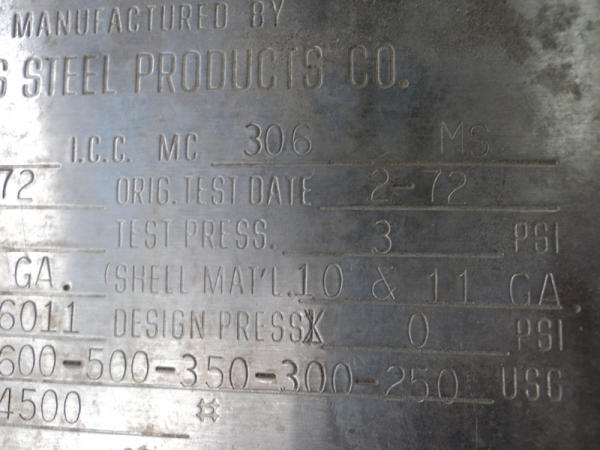 MANUFACTURED BY
S STEEL PRODUCTS CO.
I.C.C. MC 306 MS
72 ORIG. TEST DATE 2-72
TEST PRESS. 3 PSI
GA. (SHELL MAT'L. 10 & 11 GA.
6011 DESIGN PRESS 0 PSI
600-500-350-300-250 USG
4500 #